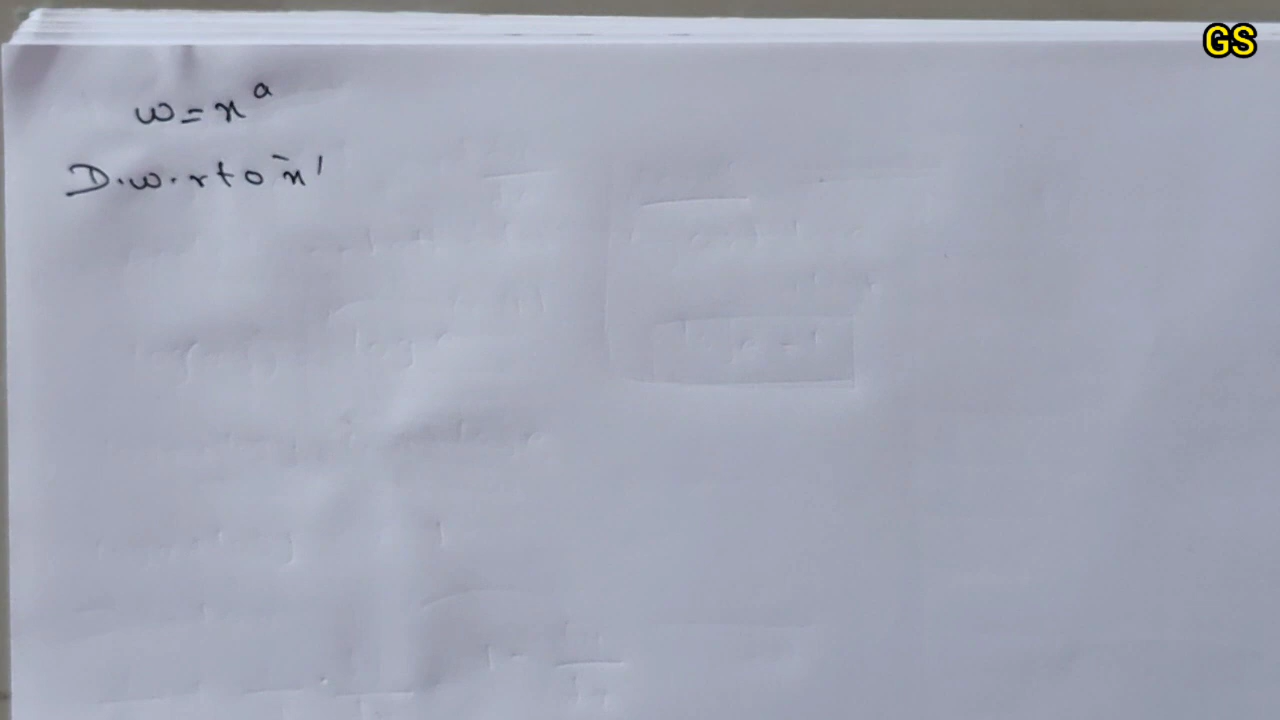 GS
w = x^a
D.w.r to 'x'